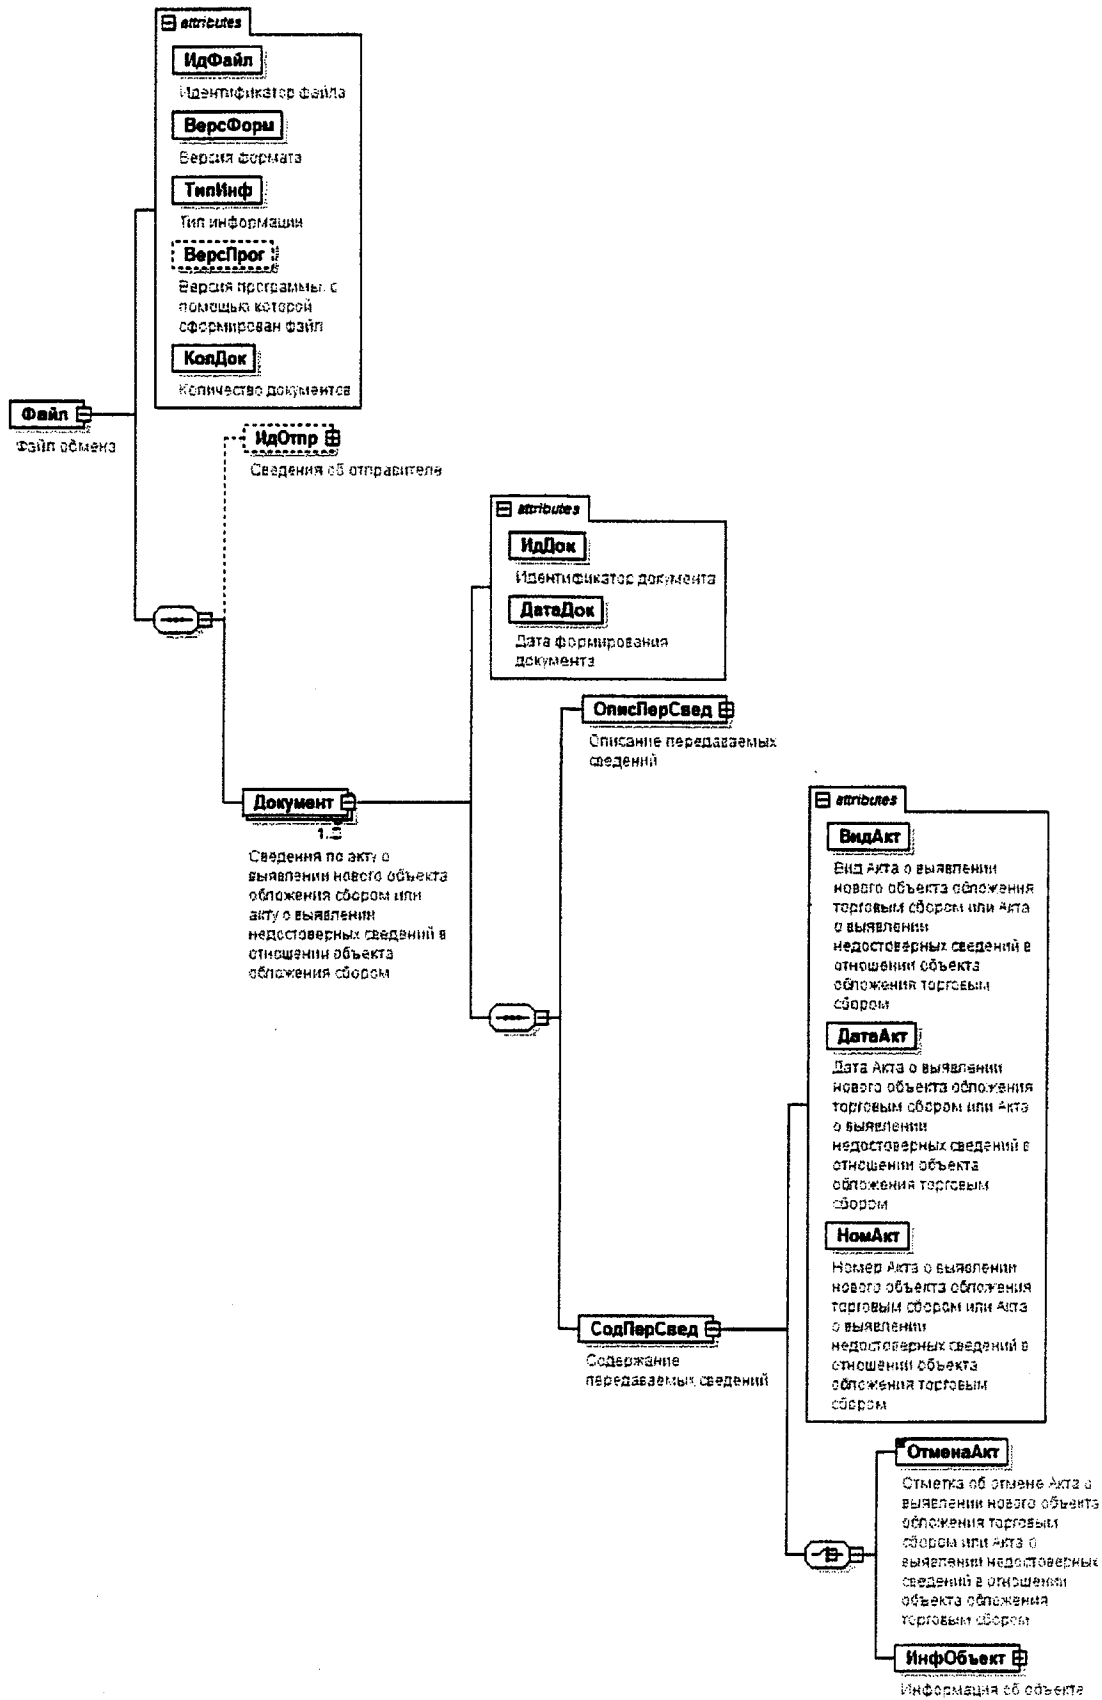 attributes
ИдФайл
Идентификатор файла
ВерсФорм
Версия формата
ТипИнф
Тип информации
ВерсПрог
Версия программы, с
помощью которой
сформирован файл
КолДок
Количество документов
Файл
Файл обмена
ИдОтпр
Сведения об отправителе
attributes
ИдДок
Идентификатор документа
ДатаДок
Дата формирования
документа
ОписПерСвед
Описание передаваемых
сведений
Документ
Сведения по акту о
выявлении нового объекта
обложения сбором или
акту о выявлении
недостоверных сведений в
отношении объекта
обложения сбором
attributes
ВидАкт
Вид Акта о выявлении
нового объекта обложения
торговым сбором или Акта
о выявлении
недостоверных сведений в
отношении объекта
обложения торговым
сбором
ДатаАкт
Дата Акта о выявлении
нового объекта обложения
торговым сбором или Акта
о выявлении
недостоверных сведений в
отношении объекта
обложения торговым
сбором
НомАкт
Номер Акта о выявлении
нового объекта обложения
торговым сбором или Акта
о выявлении
недостоверных сведений в
отношении объекта
обложения торговым
сбором
СодПерСвед
Содержание
передаваемых сведений
ОтменаАкт
Отметка об отмене Акта о
выявлении нового объекта
обложения торговым
сбором или Акта о
выявлении недостоверных
сведений в отношении
объекта обложения
торговым сбором
ИнфОбъект
Информация об объекте